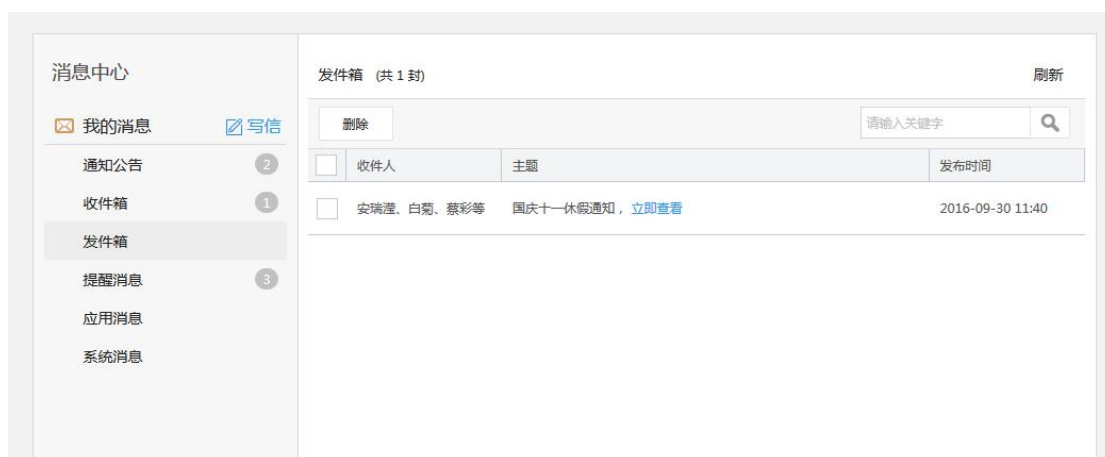 消息中心
我的消息 写信
通知公告 2
收件箱 1
发件箱
提醒消息 3
应用消息
系统消息
发件箱 (共 1 封) 刷新
删除 请输入关键字
收件人 主题 发布时间
安瑞滢、白菊、蔡彩等 国庆十一休假通知，立即查看 2016-09-30 11:40